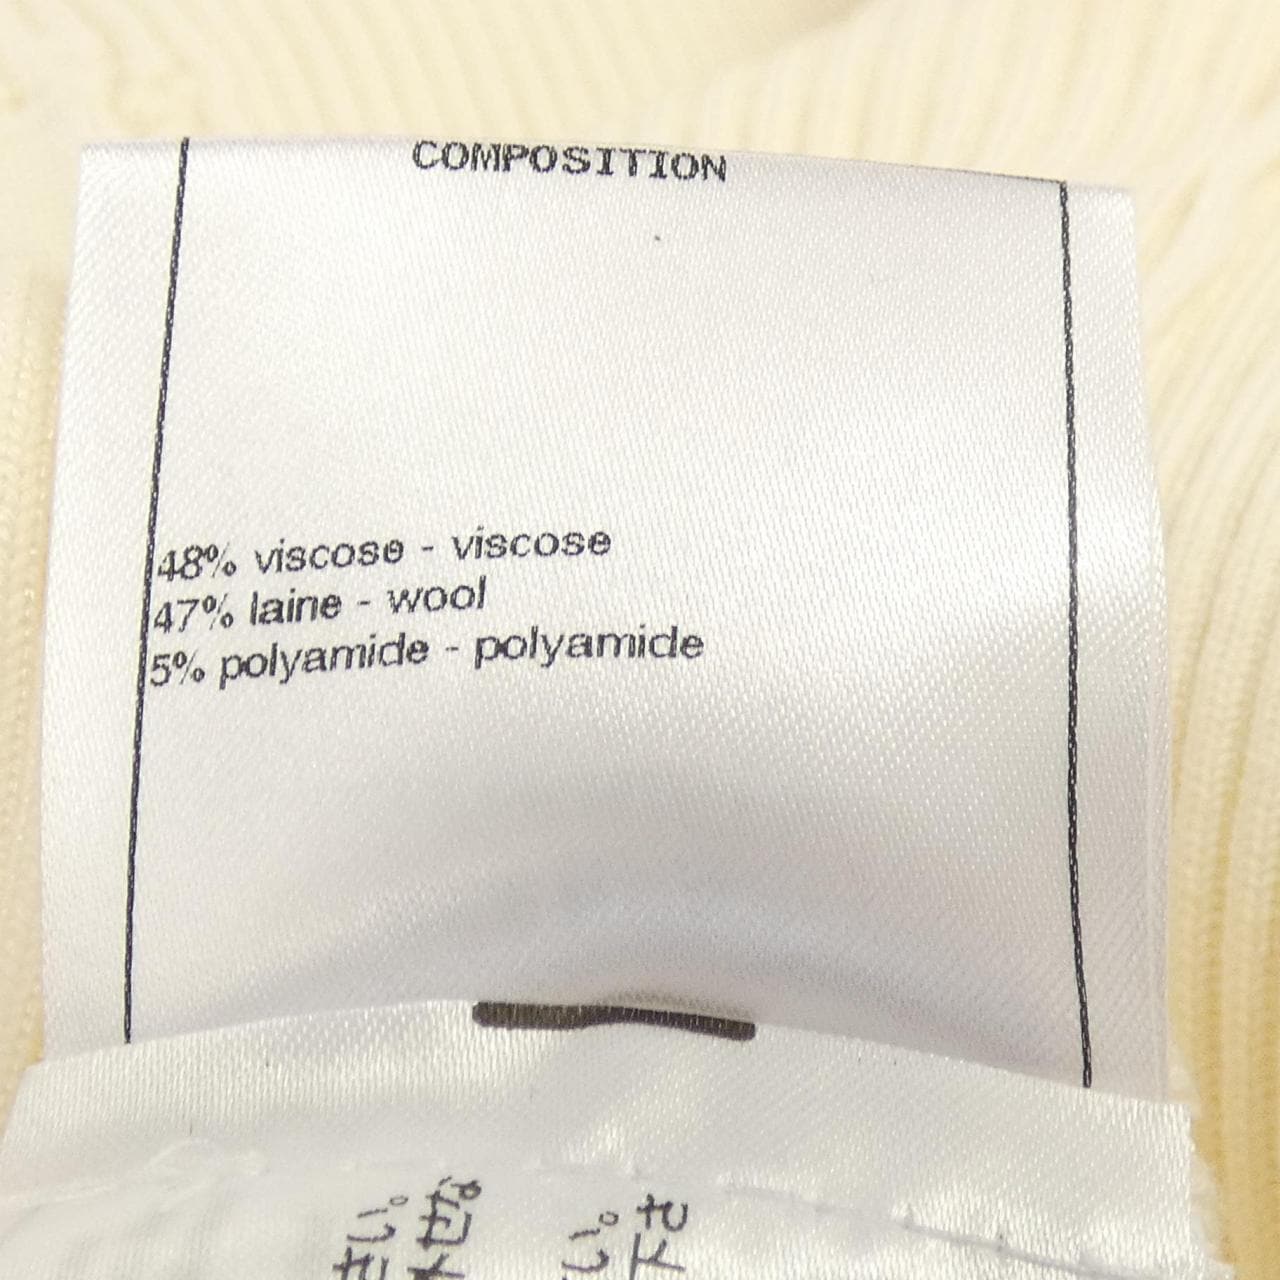 COMPOSITION
48% viscose - viscose
47% laine - wool
5% polyamide - polyamide